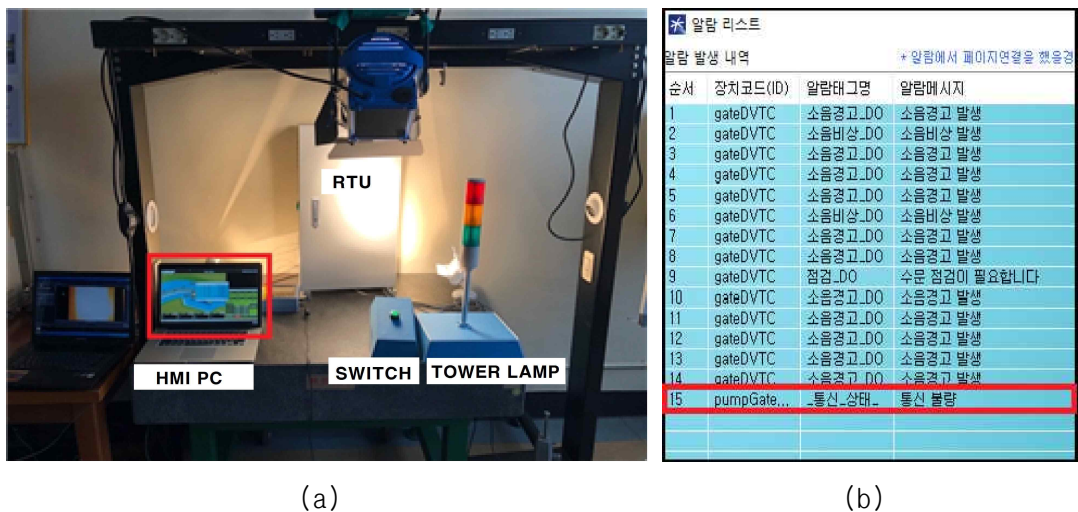 RTU
HMI PC
SWITCH
TOWER LAMP
(a)
알람 리스트
알람 발생 내역 * 알람에서 페이지연결을 했을경
순서 장치코드(ID) 알람태그명 알람메시지
1 gateDVTC 소음경고_DO 소음경고 발생
2 gateDVTC 소음비상_DO 소음비상 발생
3 gateDVTC 소음경고_DO 소음경고 발생
4 gateDVTC 소음경고_DO 소음경고 발생
5 gateDVTC 소음경고_DO 소음경고 발생
6 gateDVTC 소음비상_DO 소음비상 발생
7 gateDVTC 소음경고_DO 소음경고 발생
8 gateDVTC 소음경고_DO 소음경고 발생
9 gateDVTC 점검_DO 수문 점검이 필요합니다
10 gateDVTC 소음경고_DO 소음경고 발생
11 gateDVTC 소음경고_DO 소음경고 발생
12 gateDVTC 소음경고_DO 소음경고 발생
13 gateDVTC 소음경고_DO 소음경고 발생
14 gateDVTC 소음경고_DO 소음경고 발생
15 pumpGate... _통신_상태_ 통신 불량
(b)